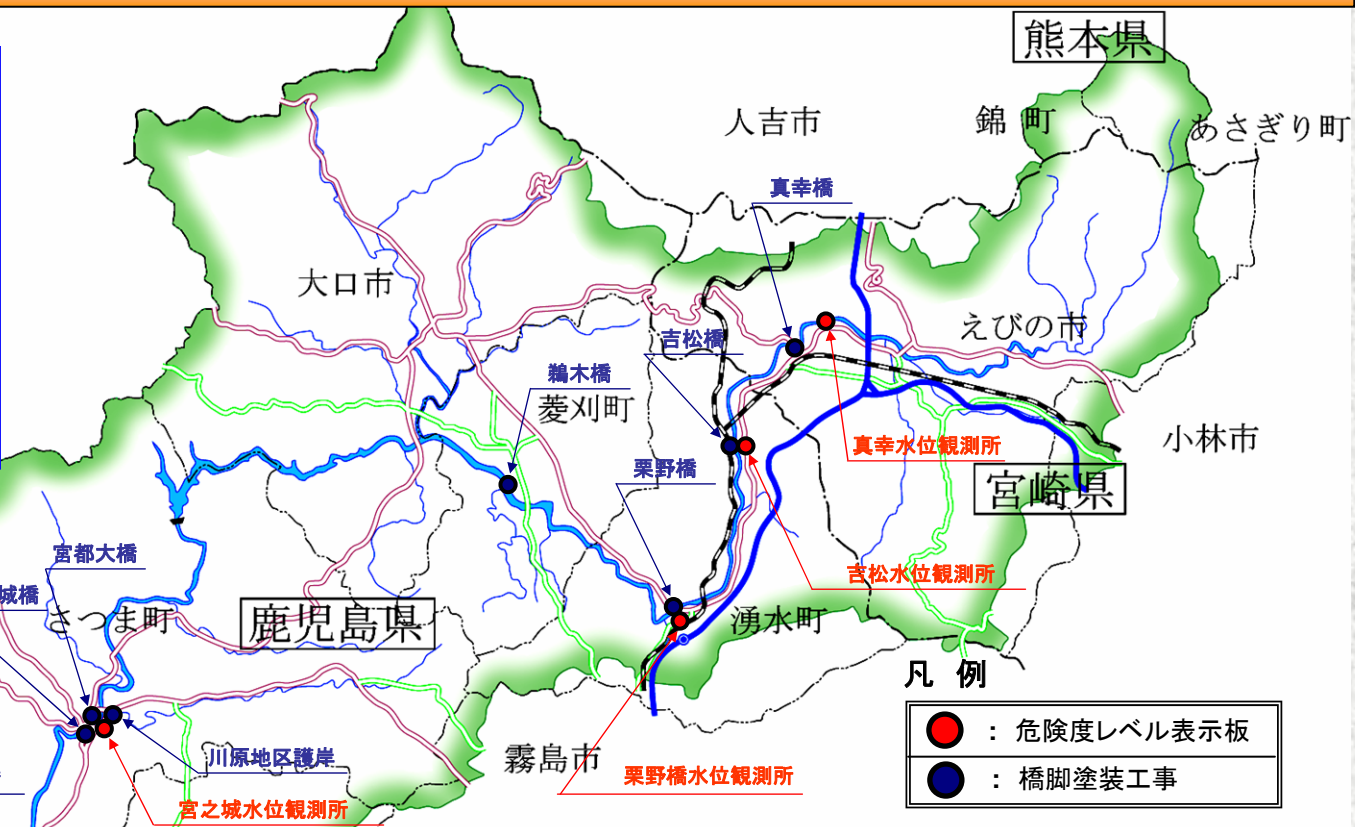 熊本県
人吉市
錦町
あさぎり町
真幸橋
大口市
えびの市
吉松橋
鵜木橋
菱刈町
小林市
真幸水位観測所
栗野橋
宮崎県
宮都大橋
吉松水位観測所
城橋
さつま町
鹿児島県
湧水町
凡 例
: 危険度レベル表示板
川原地区護岸
霧島市
栗野橋水位観測所
: 橋脚塗装工事
宮之城水位観測所